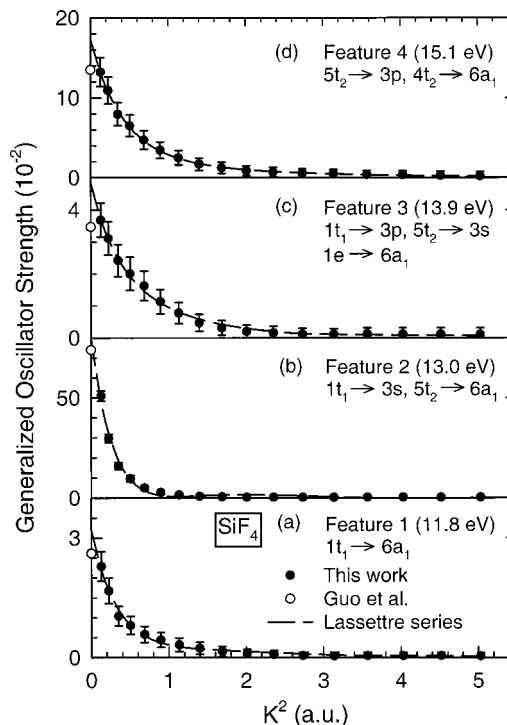 Generalized Oscillator Strength (10⁻²)
20
10
0
(d) Feature 4 (15.1 eV)
5t₂→ 3p, 4t₂→ 6a₁
4
0
(c) Feature 3 (13.9 eV)
1t₁→ 3p, 5t₂→ 3s
1e → 6a₁
50
0
(b) Feature 2 (13.0 eV)
1t₁→ 3s, 5t₂→ 6a₁
3
0
SiF₄ (a) Feature 1 (11.8 eV)
1t₁→ 6a₁
This work
Guo et al.
Lassettre series
0 1 2 3 4 5
K² (a.u.)